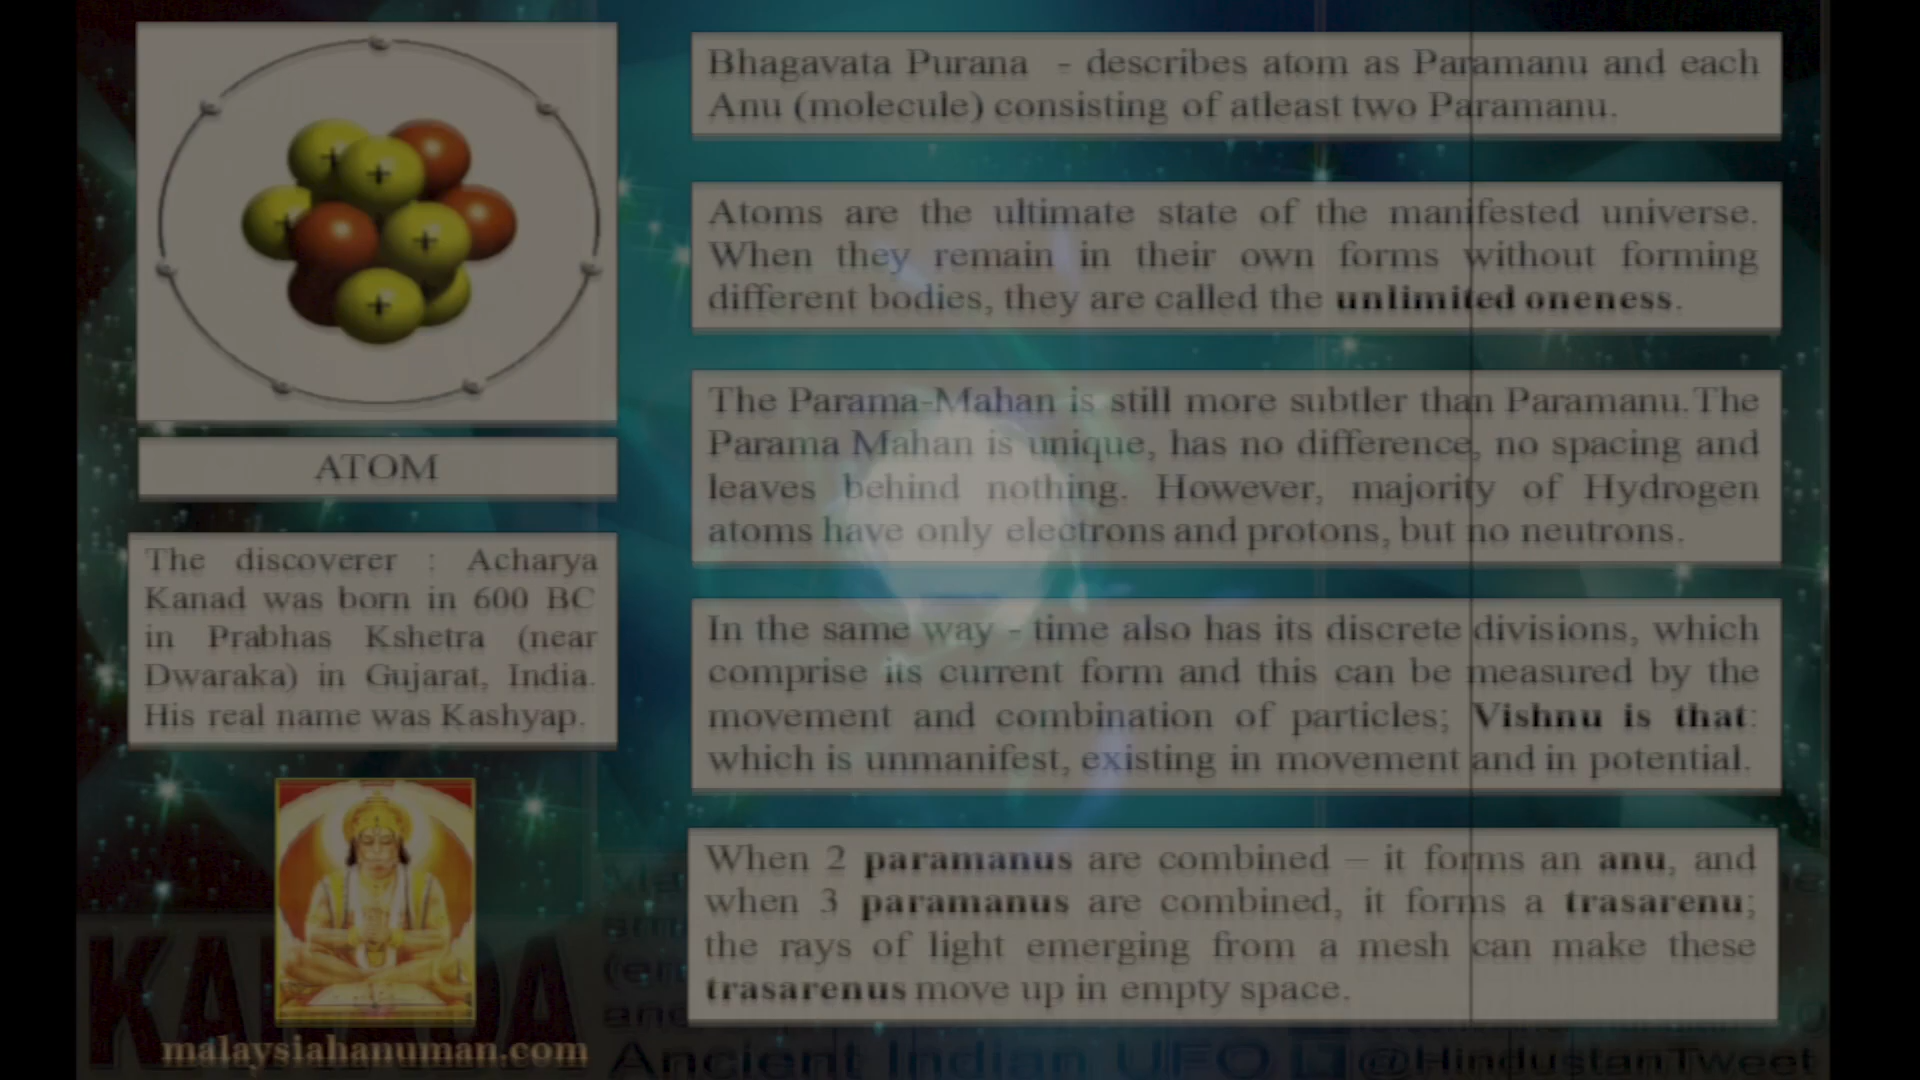 ATOM
The discoverer : Acharya
Kanad was born in 600 BC
in Prabhas Kshetra (near
Dwaraka) in Gujarat, India.
His real name was Kashyap.
malaysiahanuman.com
Bhagavata Purana - describes atom as Paramanu and each
Anu (molecule) consisting of atleast two Paramanu.
Atoms are the ultimate state of the manifested universe.
When they remain in their own forms without forming
different bodies, they are called the unlimited oneness.
The Parama-Mahan is still more subtler than Paramanu.The
Parama Mahan is unique, has no difference, no spacing and
leaves behind nothing. However, majority of Hydrogen
atoms have only electrons and protons, but no neutrons.
In the same way - time also has its discrete divisions, which
comprise its current form and this can be measured by the
movement and combination of particles; Vishnu is that:
which is unmanifest, existing in movement and in potential.
When 2 paramanus are combined – it forms an anu, and
when 3 paramanus are combined, it forms a trasarenu;
the rays of light emerging from a mesh can make these
trasarenus move up in empty space.
Ancient Indian UFO @HindustanTweet